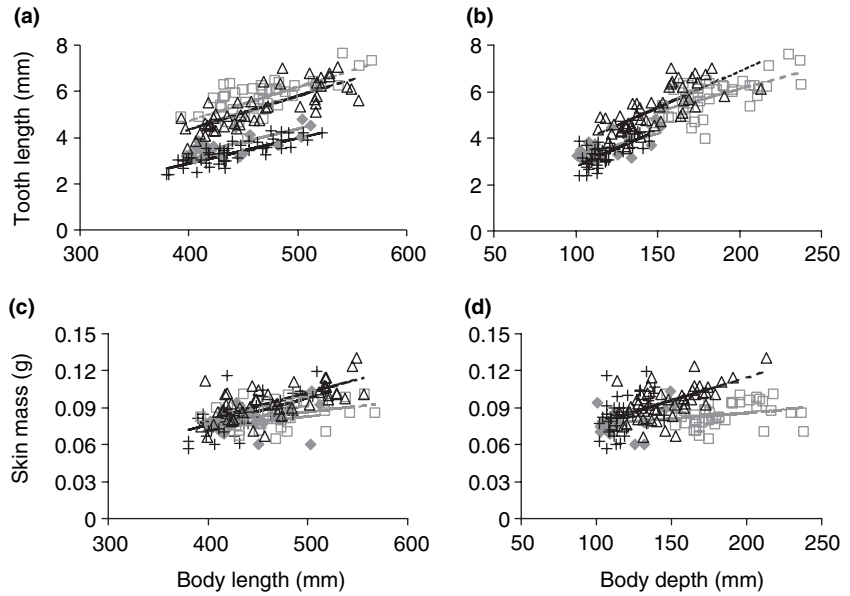 (a)
(b)
Tooth length (mm)
8
6
4
2
0
300 400 500 600
8
6
4
2
0
50 100 150 200 250
(c)
(d)
Skin mass (g)
0.15
0.12
0.09
0.06
0.03
0
300 400 500 600
Body length (mm)
0.15
0.12
0.09
0.06
0.03
0
50 100 150 200 250
Body depth (mm)